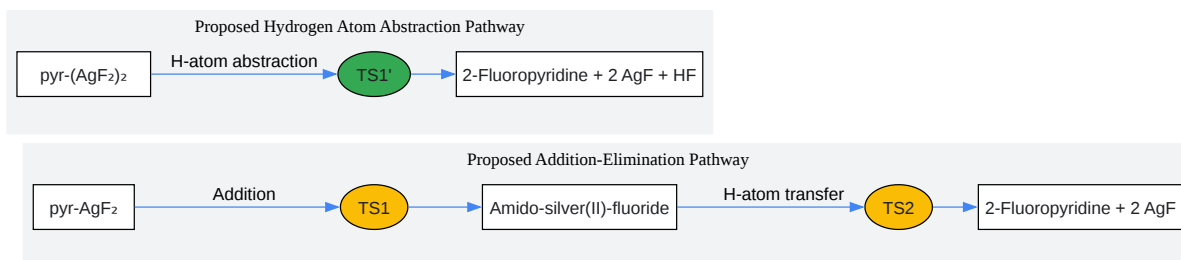 Proposed Hydrogen Atom Abstraction Pathway
pyr-(AgF₂)₂
H-atom abstraction
TS1'
2-Fluoropyridine + 2 AgF + HF
Proposed Addition-Elimination Pathway
pyr-AgF₂
Addition
TS1
Amido-silver(II)-fluoride
H-atom transfer
TS2
2-Fluoropyridine + 2 AgF